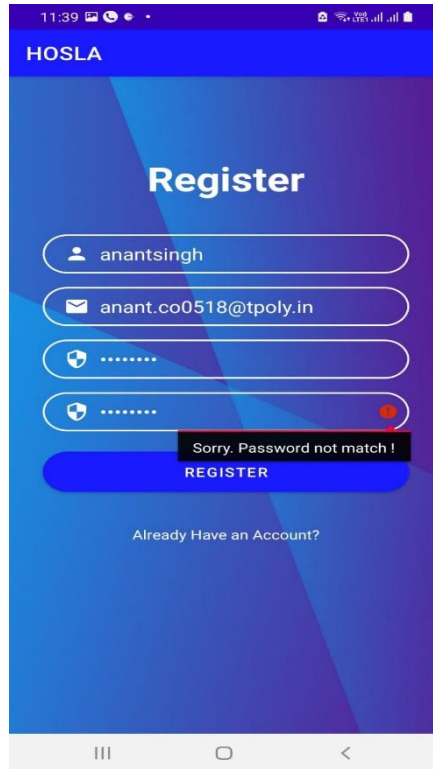 11:39
HOSLA
Register
anantsingh
anant.co0518@tpoly.in
········
········
Sorry. Password not match !
REGISTER
Already Have an Account?